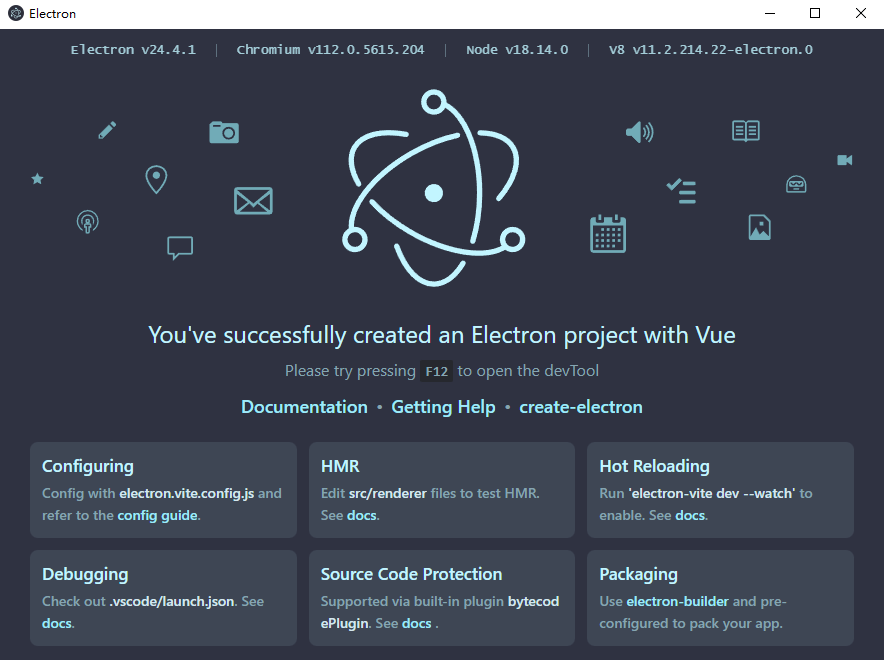 Electron
Electron v24.4.1 | Chromium v112.0.5615.204 | Node v18.14.0 | V8 v11.2.214.22-electron.0
You've successfully created an Electron project with Vue
Please try pressing F12 to open the devTool
Documentation • Getting Help • create-electron
Configuring
Config with electron.vite.config.js and
refer to the config guide.
HMR
Edit src/renderer files to test HMR.
See docs.
Hot Reloading
Run 'electron-vite dev --watch' to
enable. See docs.
Debugging
Check out .vscode/launch.json. See
docs.
Source Code Protection
Supported via built-in plugin bytecod
ePlugin. See docs .
Packaging
Use electron-builder and pre-
configured to pack your app.